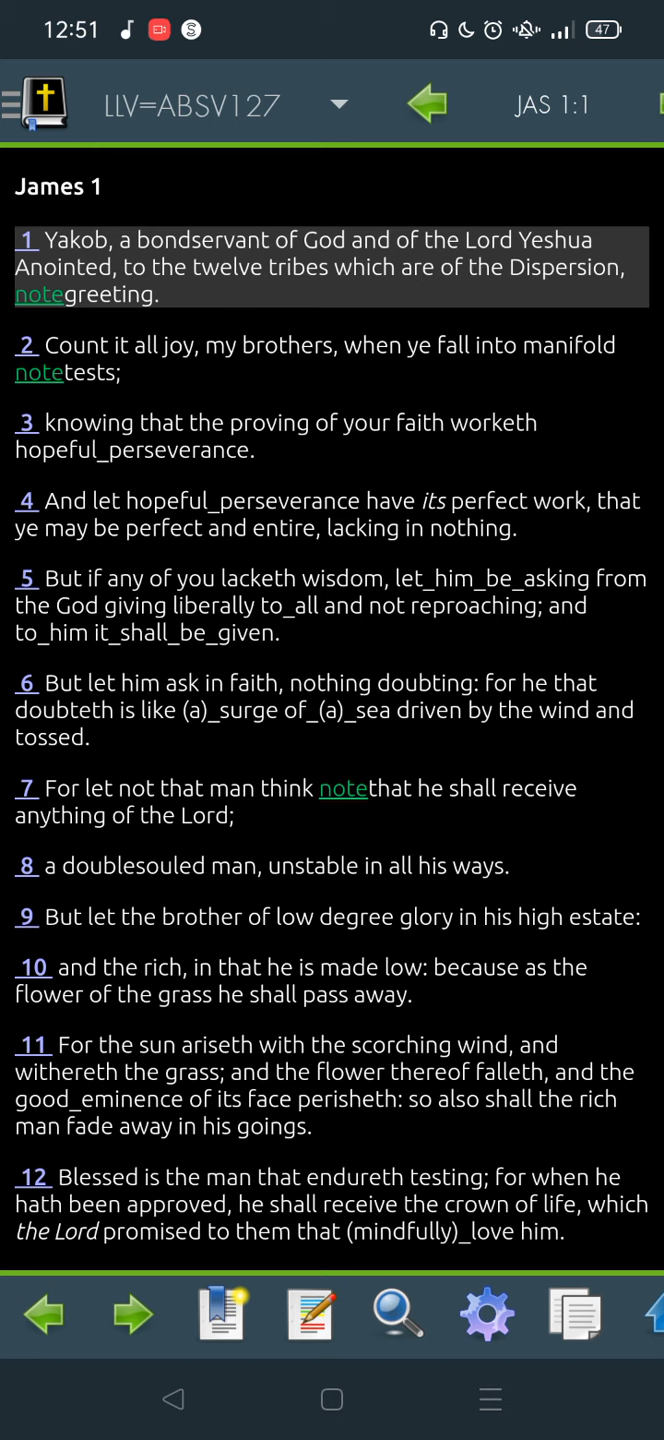 12:51
47
LLV=ABSV127
JAS 1:1
James 1
1 Yakob, a bondservant of God and of the Lord Yeshua
Anointed, to the twelve tribes which are of the Dispersion,
notegreeting.
2 Count it all joy, my brothers, when ye fall into manifold
notetests;
3 knowing that the proving of your faith worketh
hopeful_perseverance.
4 And let hopeful_perseverance have its perfect work, that
ye may be perfect and entire, lacking in nothing.
5 But if any of you lacketh wisdom, let_him_be_asking from
the God giving liberally to_all and not reproaching; and
to_him it_shall_be_given.
6 But let him ask in faith, nothing doubting: for he that
doubteth is like (a)_surge of_(a)_sea driven by the wind and
tossed.
7 For let not that man think notethat he shall receive
anything of the Lord;
8 a doublesouled man, unstable in all his ways.
9 But let the brother of low degree glory in his high estate:
10 and the rich, in that he is made low: because as the
flower of the grass he shall pass away.
11 For the sun ariseth with the scorching wind, and
withereth the grass; and the flower thereof falleth, and the
good_eminence of its face perisheth: so also shall the rich
man fade away in his goings.
12 Blessed is the man that endureth testing; for when he
hath been approved, he shall receive the crown of life, which
the Lord promised to them that (mindfully)_love him.